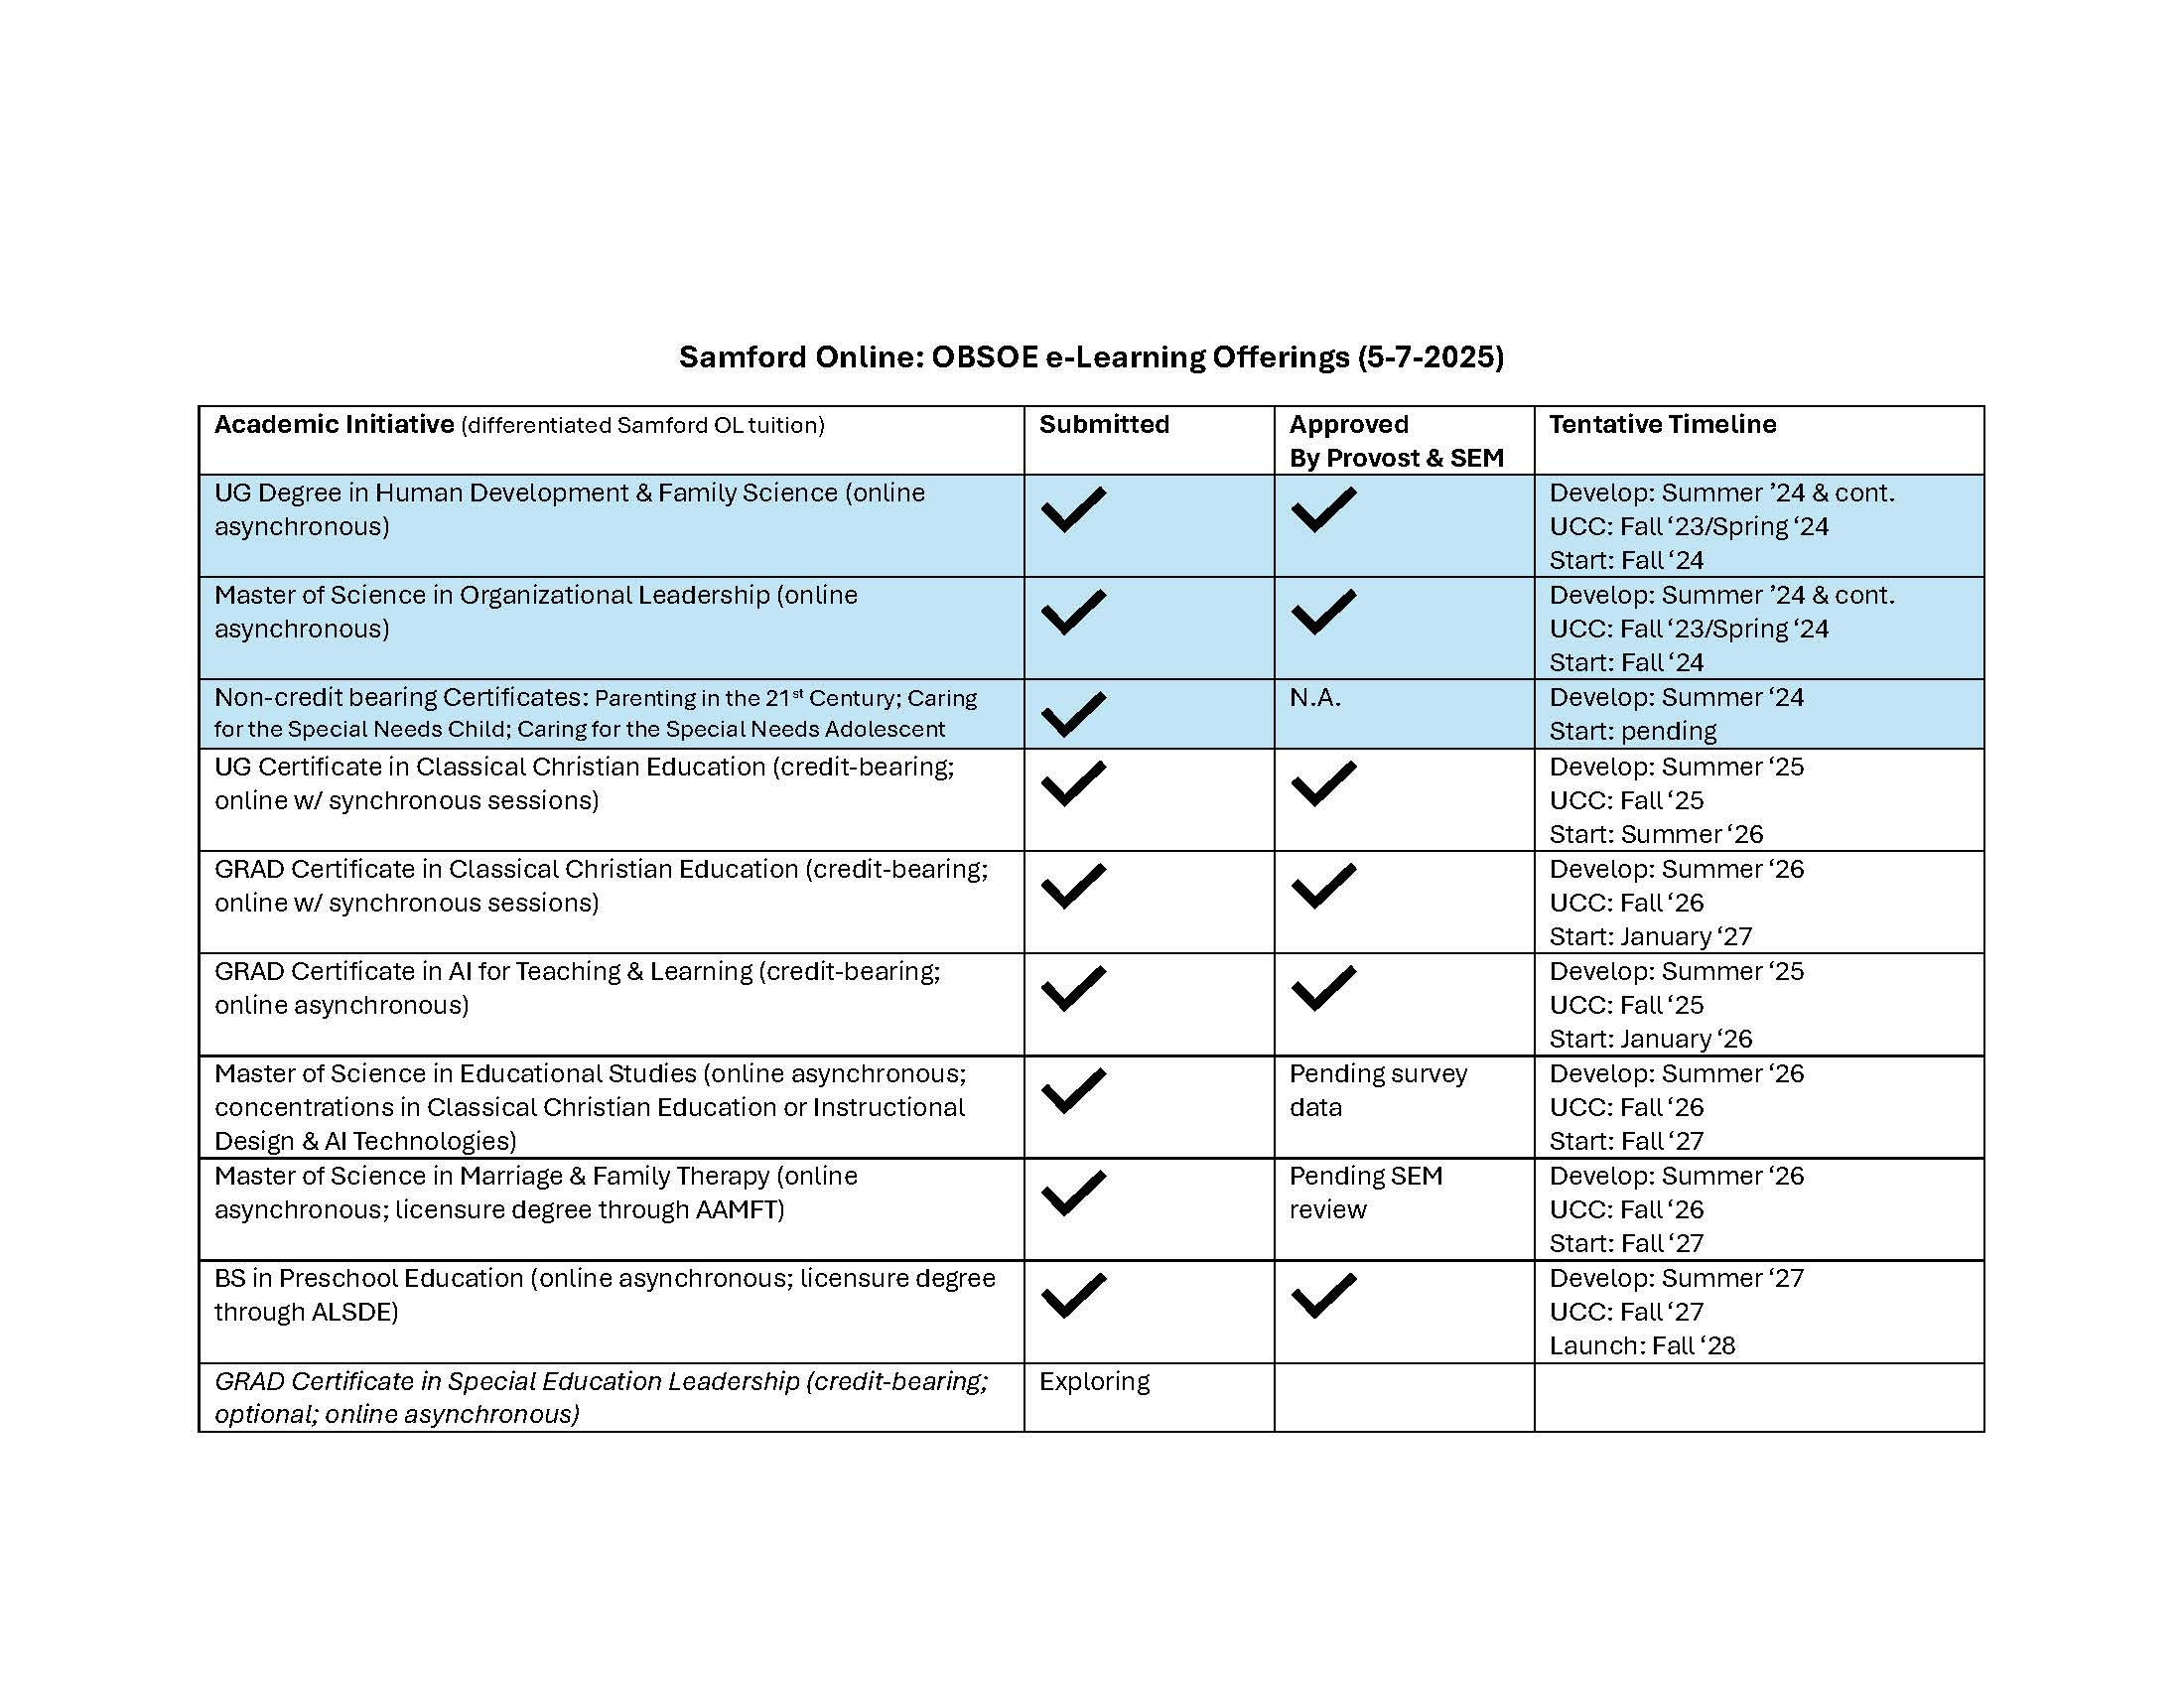 Samford Online: OBSOE e-Learning Offerings (5-7-2025)
Academic Initiative (differentiated Samford OL tuition)
Submitted
Approved
By Provost & SEM
Tentative Timeline
UG Degree in Human Development & Family Science (online
asynchronous)
✓
✓
Develop: Summer ’24 & cont.
UCC: Fall ‘23/Spring ‘24
Start: Fall ‘24
Master of Science in Organizational Leadership (online
asynchronous)
✓
✓
Develop: Summer ’24 & cont.
UCC: Fall ‘23/Spring ‘24
Start: Fall ‘24
Non-credit bearing Certificates: Parenting in the 21st Century; Caring
for the Special Needs Child; Caring for the Special Needs Adolescent
✓
N.A.
Develop: Summer ‘24
Start: pending
UG Certificate in Classical Christian Education (credit-bearing;
online w/ synchronous sessions)
✓
✓
Develop: Summer ‘25
UCC: Fall ‘25
Start: Summer ‘26
GRAD Certificate in Classical Christian Education (credit-bearing;
online w/ synchronous sessions)
✓
✓
Develop: Summer ‘26
UCC: Fall ‘26
Start: January ‘27
GRAD Certificate in AI for Teaching & Learning (credit-bearing;
online asynchronous)
✓
✓
Develop: Summer ‘25
UCC: Fall ‘25
Start: January ‘26
Master of Science in Educational Studies (online asynchronous;
concentrations in Classical Christian Education or Instructional
Design & AI Technologies)
✓
Pending survey
data
Develop: Summer ‘26
UCC: Fall ‘26
Start: Fall ‘27
Master of Science in Marriage & Family Therapy (online
asynchronous; licensure degree through AAMFT)
✓
Pending SEM
review
Develop: Summer ‘26
UCC: Fall ‘26
Start: Fall ‘27
BS in Preschool Education (online asynchronous; licensure degree
through ALSDE)
✓
✓
Develop: Summer ‘27
UCC: Fall ‘27
Launch: Fall ‘28
GRAD Certificate in Special Education Leadership (credit-bearing;
optional; online asynchronous)
Exploring